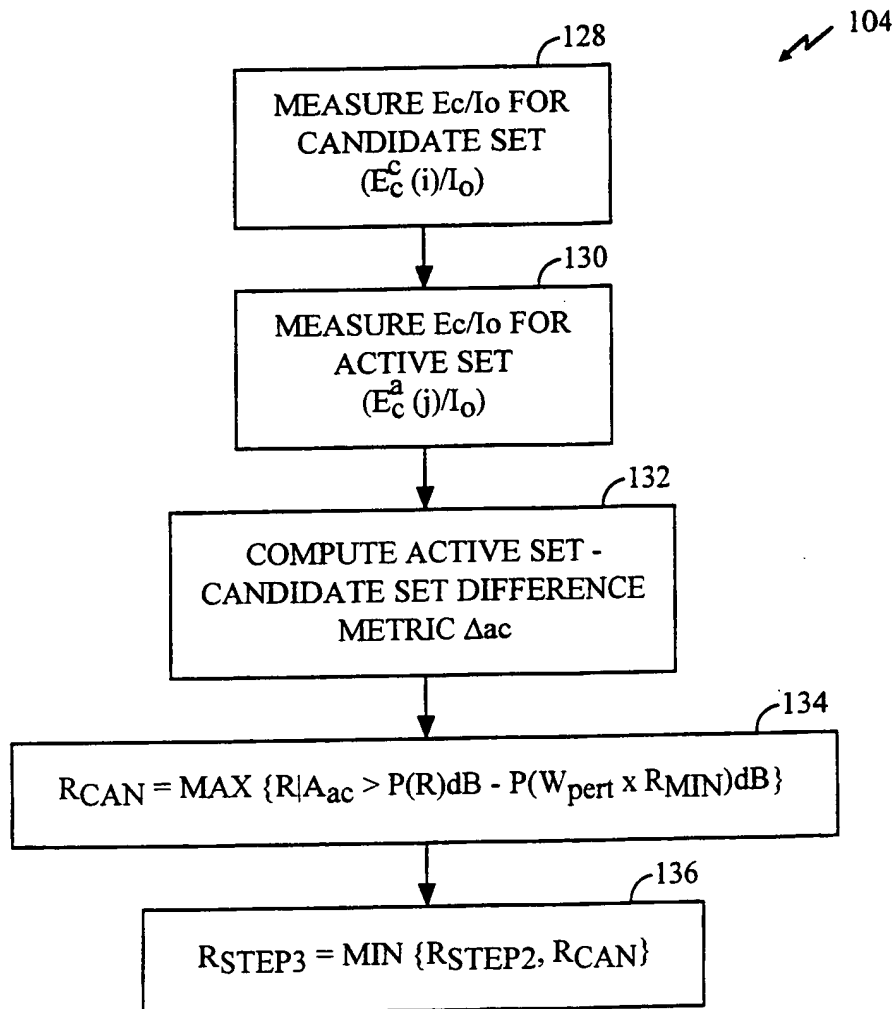 104
128
MEASURE Ec/Io FOR
CANDIDATE SET
(E_c^c (i)/I_o)
130
MEASURE Ec/Io FOR
ACTIVE SET
(E_c^a (j)/I_o)
132
COMPUTE ACTIVE SET -
CANDIDATE SET DIFFERENCE
METRIC Δac
134
R_CAN = MAX {R|A_ac > P(R)dB - P(W_pert x R_MIN)dB}
136
R_STEP3 = MIN {R_STEP2, R_CAN}